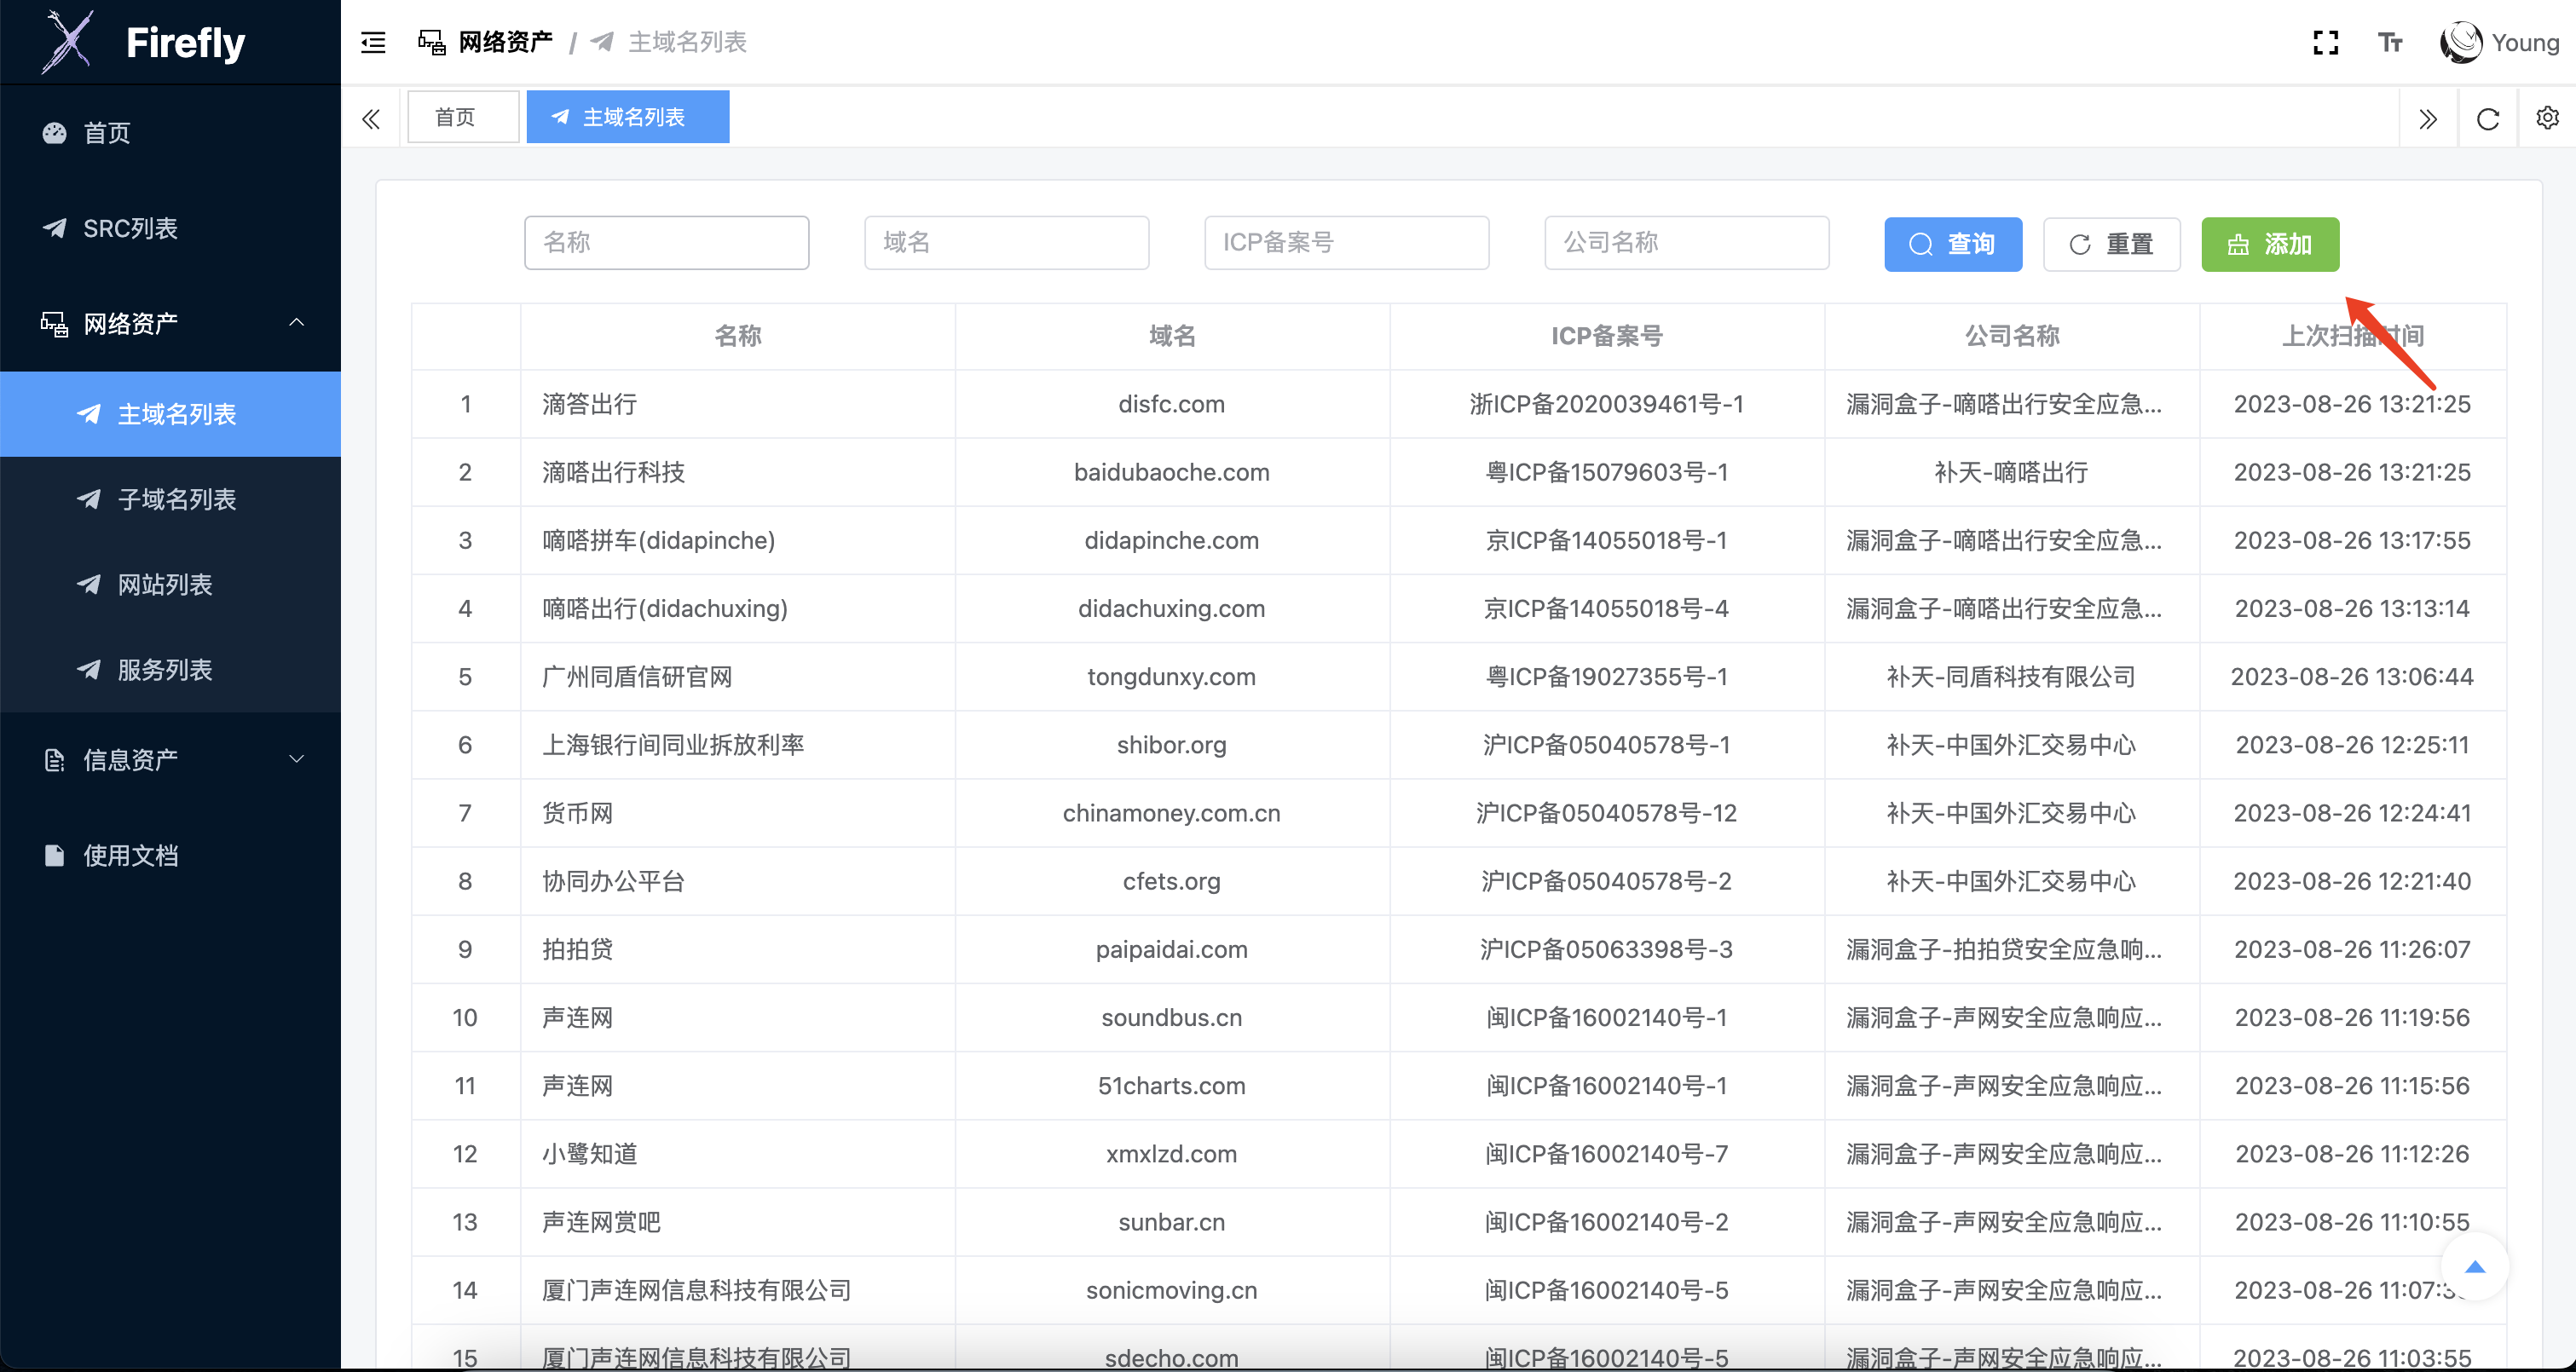 Firefly
网络资产 / 主域名列表
Young
首页
主域名列表
首页
SRC列表
网络资产
主域名列表
子域名列表
网站列表
服务列表
信息资产
使用文档
名称 域名 ICP备案号 公司名称 查询 重置 添加
名称 域名 ICP备案号 公司名称 上次扫描时间
1 滴答出行 disfc.com 浙ICP备2020039461号-1 漏洞盒子-嘀嗒出行安全应急... 2023-08-26 13:21:25
2 滴嗒出行科技 baidubaoche.com 粤ICP备15079603号-1 补天-嘀嗒出行 2023-08-26 13:21:25
3 嘀嗒拼车(didapinche) didapinche.com 京ICP备14055018号-1 漏洞盒子-嘀嗒出行安全应急... 2023-08-26 13:17:55
4 嘀嗒出行(didachuxing) didachuxing.com 京ICP备14055018号-4 漏洞盒子-嘀嗒出行安全应急... 2023-08-26 13:13:14
5 广州同盾信研官网 tongdunxy.com 粤ICP备19027355号-1 补天-同盾科技有限公司 2023-08-26 13:06:44
6 上海银行间同业拆放利率 shibor.org 沪ICP备05040578号-1 补天-中国外汇交易中心 2023-08-26 12:25:11
7 货币网 chinamoney.com.cn 沪ICP备05040578号-12 补天-中国外汇交易中心 2023-08-26 12:24:41
8 协同办公平台 cfets.org 沪ICP备05040578号-2 补天-中国外汇交易中心 2023-08-26 12:21:40
9 拍拍贷 paipaidai.com 沪ICP备05063398号-3 漏洞盒子-拍拍贷安全应急响... 2023-08-26 11:26:07
10 声连网 soundbus.cn 闽ICP备16002140号-1 漏洞盒子-声网安全应急响应... 2023-08-26 11:19:56
11 声连网 51charts.com 闽ICP备16002140号-1 漏洞盒子-声网安全应急响应... 2023-08-26 11:15:56
12 小鹭知道 xmxlzd.com 闽ICP备16002140号-7 漏洞盒子-声网安全应急响应... 2023-08-26 11:12:26
13 声连网赏吧 sunbar.cn 闽ICP备16002140号-2 漏洞盒子-声网安全应急响应... 2023-08-26 11:10:55
14 厦门声连网信息科技有限公司 sonicmoving.cn 闽ICP备16002140号-5 漏洞盒子-声网安全应急响应... 2023-08-26
15 厦门声连网信息科技有限公司 sdecho.com 闽ICP备16002140号-5 漏洞盒子-声网安全应急响应... 2023-08-26 11:03:55